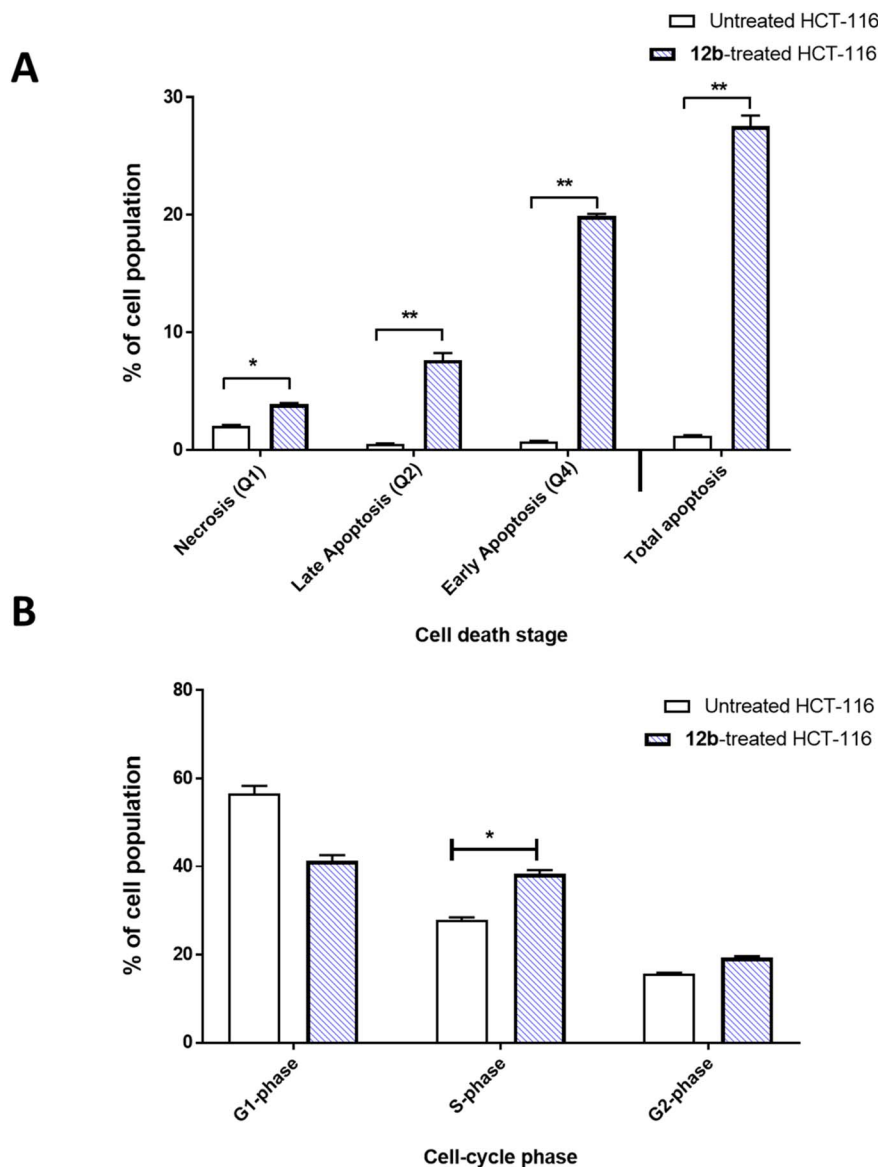 Untreated HCT-116
12b-treated HCT-116
A
% of cell population
30
20
10
0
*
**
**
**
Necrosis (Q1)
Late Apoptosis (Q2)
Early Apoptosis (Q4)
Total apoptosis
Cell death stage
B
% of cell population
80
60
40
20
0
Untreated HCT-116
12b-treated HCT-116
*
G1-phase
S-phase
G2-phase
Cell-cycle phase